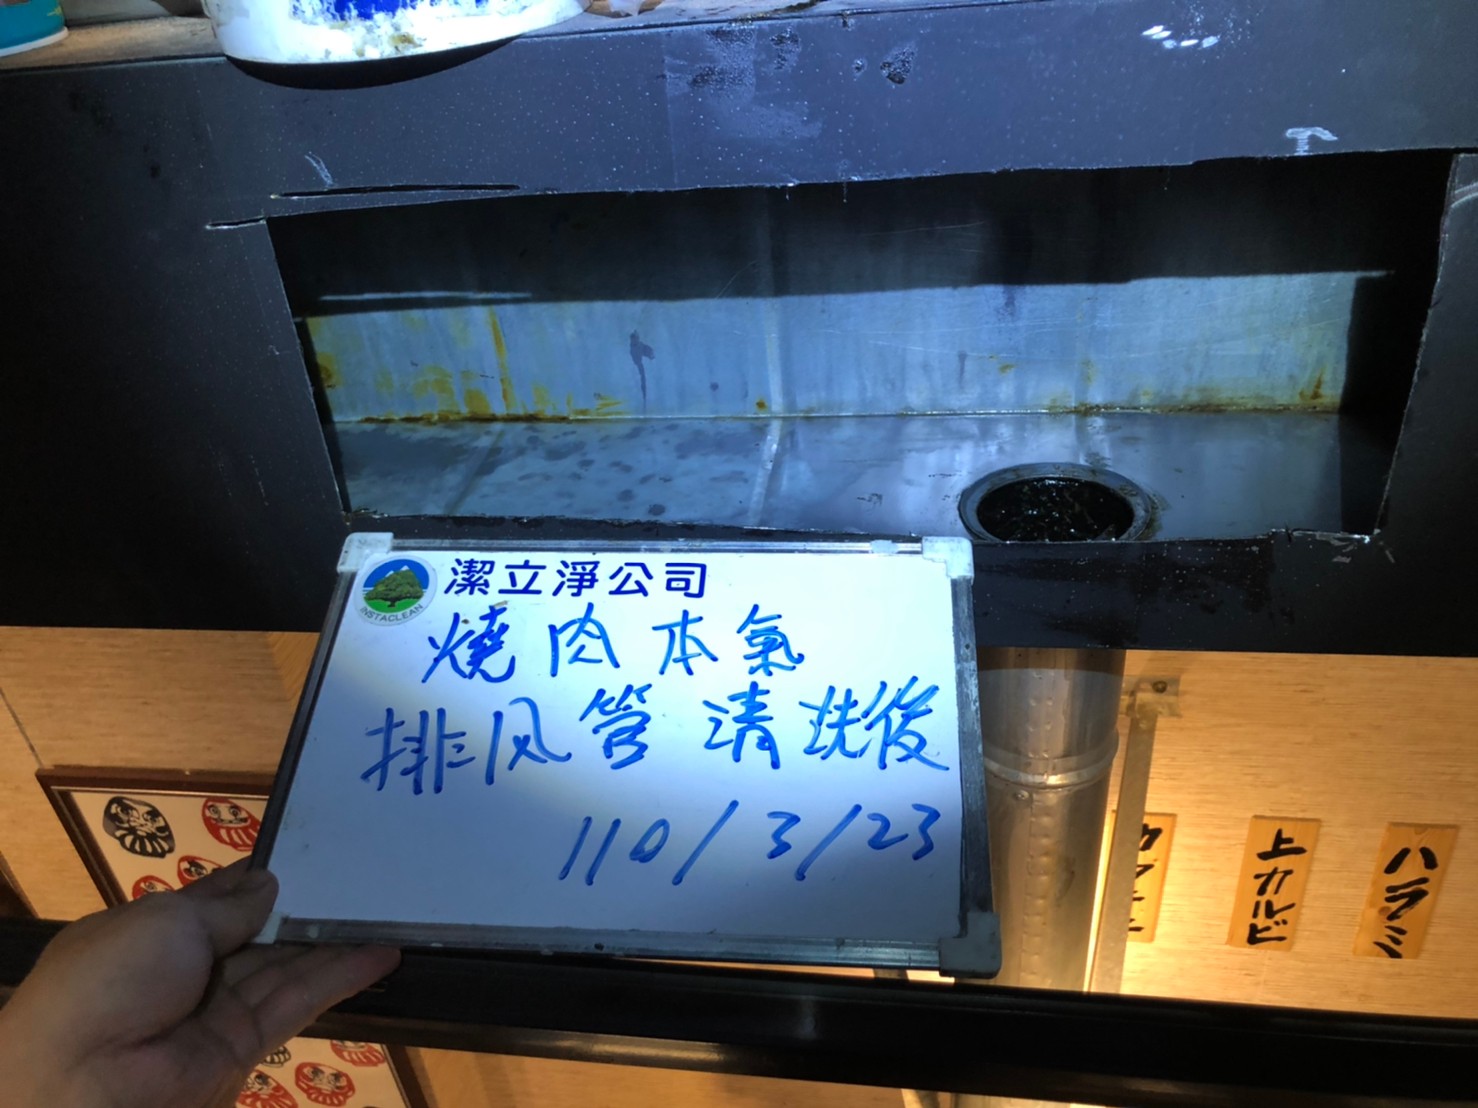 潔立淨公司
INSTACLEAN
燒肉本氣
排风管清洗後
110/3/23
上カルビ
ハラミ